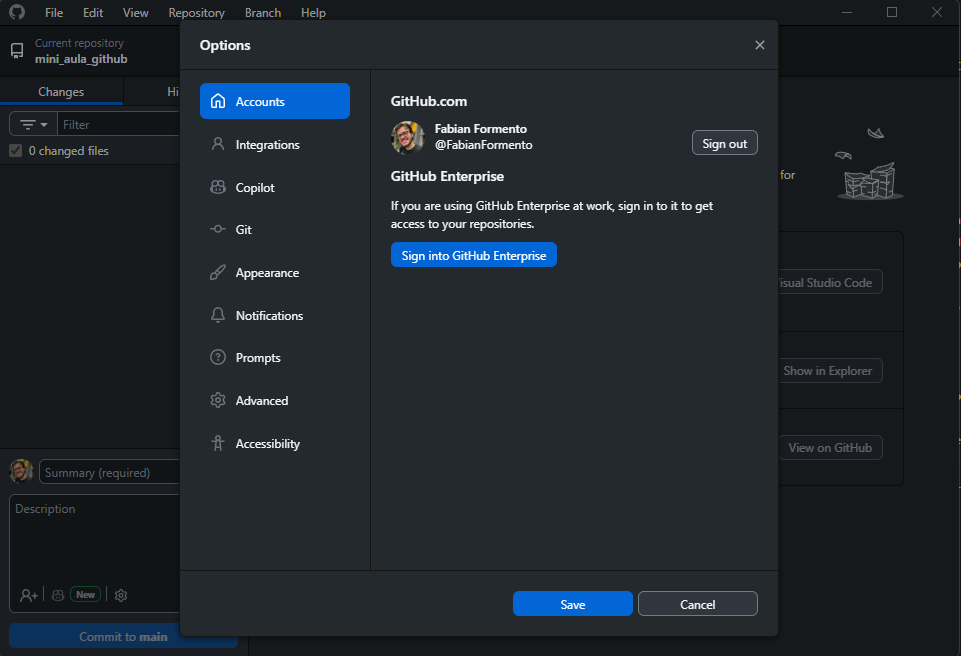 File Edit View Repository Branch Help
Current repository
mini_aula_github
Changes
Hi
Filter
0 changed files
Summary (required)
Description
New
Commit to main
Options
Accounts
Integrations
Copilot
Git
Appearance
Notifications
Prompts
Advanced
Accessibility
GitHub.com
Fabian Formento
@FabianFormento
Sign out
GitHub Enterprise
If you are using GitHub Enterprise at work, sign in to it to get
access to your repositories.
Sign into GitHub Enterprise
Save
Cancel
for
isual Studio Code
Show in Explorer
View on GitHub